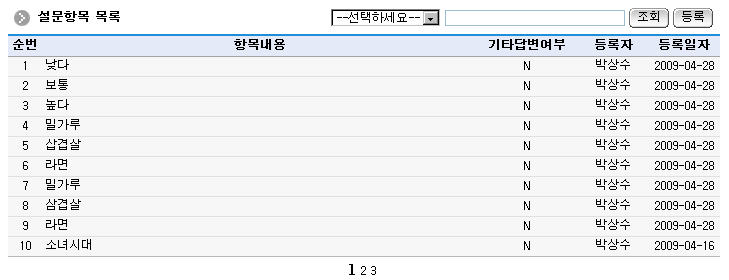 설문항목 목록 --선택하세요-- 조회 등록
순번 항목내용 기타답변여부 등록자 등록일자
1 낮다 N 박상수 2009-04-28
2 보통 N 박상수 2009-04-28
3 높다 N 박상수 2009-04-28
4 밀가루 N 박상수 2009-04-28
5 삽겹살 N 박상수 2009-04-28
6 라면 N 박상수 2009-04-28
7 밀가루 N 박상수 2009-04-28
8 삼겹살 N 박상수 2009-04-28
9 라면 N 박상수 2009-04-28
10 소녀시대 N 박상수 2009-04-16
1 2 3